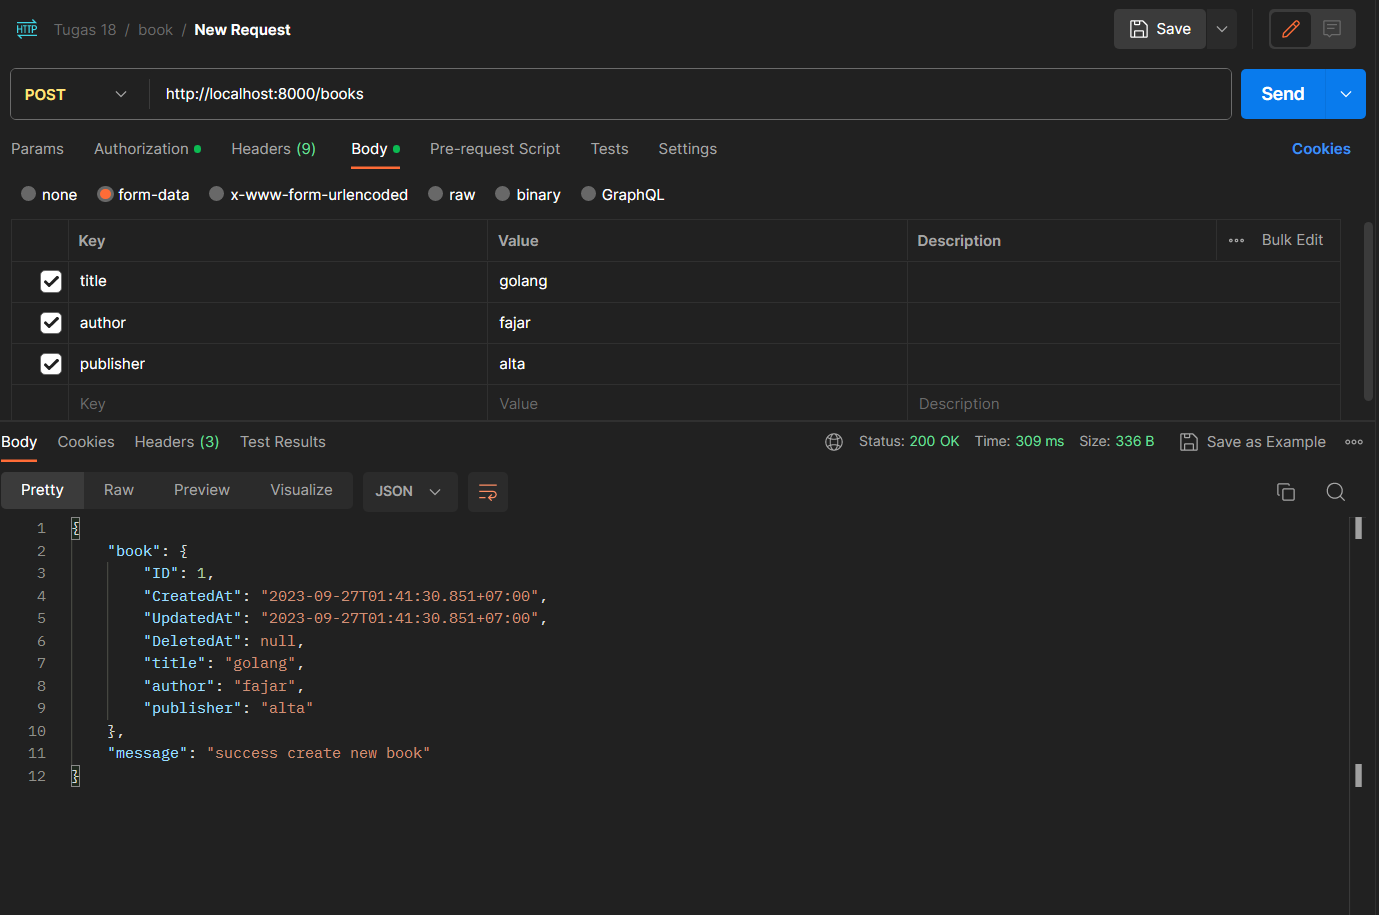 HTTP Tugas 18 / book / New Request Save
POST http://localhost:8000/books Send
Params Authorization Headers (9) Body Pre-request Script Tests Settings Cookies
none form-data x-www-form-urlencoded raw binary GraphQL
Key Value Description ••• Bulk Edit
title golang
author fajar
publisher alta
Key Value Description
Body Cookies Headers (3) Test Results Status: 200 OK Time: 309 ms Size: 336 B Save as Example •••
Pretty Raw Preview Visualize JSON
1 {
2 "book": {
3 "ID": 1,
4 "CreatedAt": "2023-09-27T01:41:30.851+07:00",
5 "UpdatedAt": "2023-09-27T01:41:30.851+07:00",
6 "DeletedAt": null,
7 "title": "golang",
8 "author": "fajar",
9 "publisher": "alta"
10 },
11 "message": "success create new book"
12 }